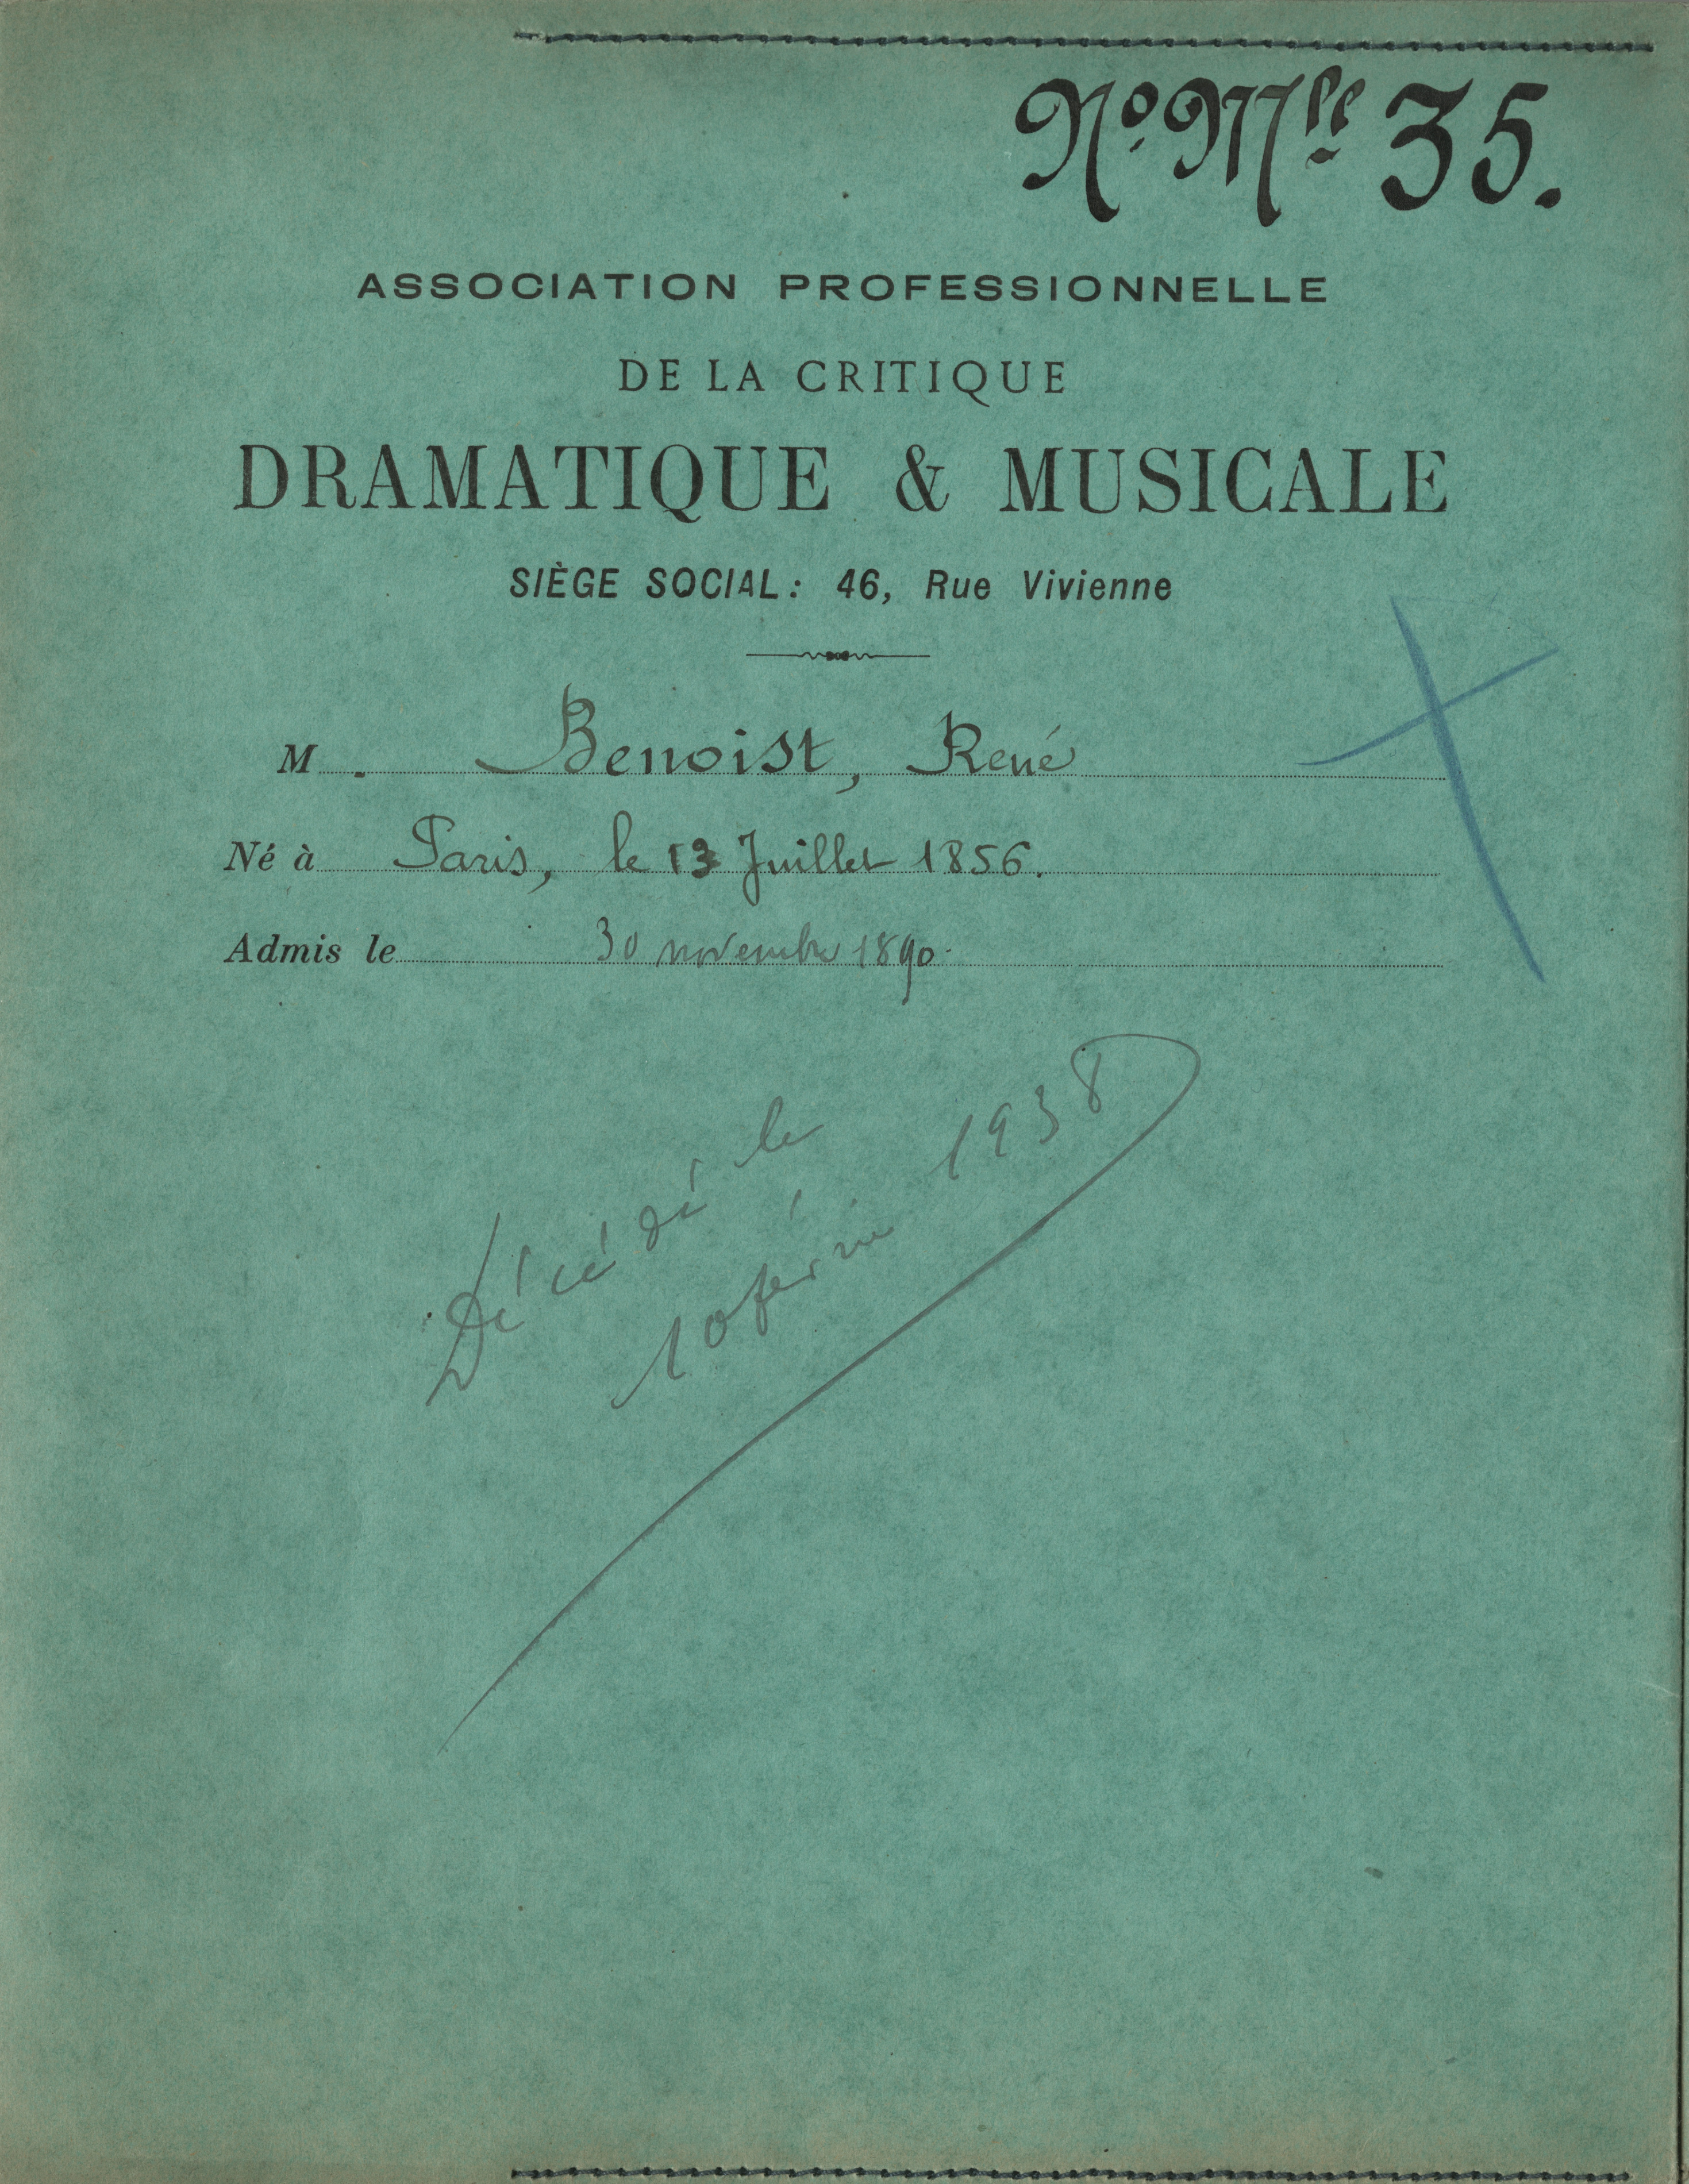 No Mle 35.
ASSOCIATION PROFESSIONNELLE
DE LA CRITIQUE
DRAMATIQUE & MUSICALE
SIÈGE SOCIAL: 46, Rue Vivienne
M. Benoist, René
Né à Paris, le 13 Juillet 1856.
Admis le 30 novembre 1890.
Décédé le
10 février 1938